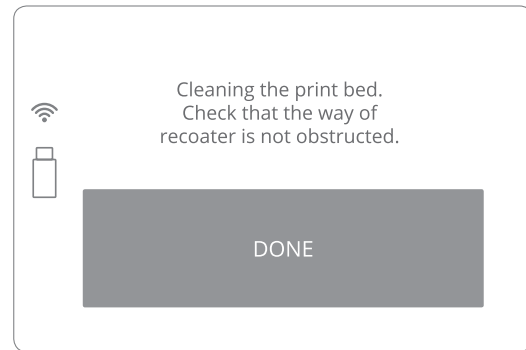 Cleaning the print bed.
Check that the way of
recoater is not obstructed.
DONE